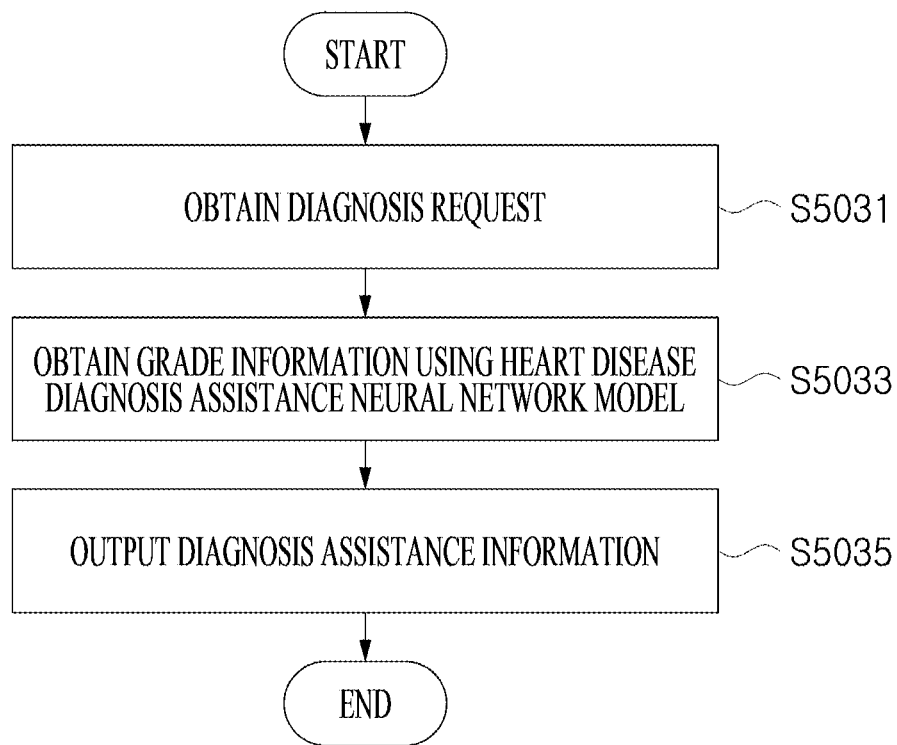 START
OBTAIN DIAGNOSIS REQUEST
S5031
OBTAIN GRADE INFORMATION USING HEART DISEASE
DIAGNOSIS ASSISTANCE NEURAL NETWORK MODEL
S5033
OUTPUT DIAGNOSIS ASSISTANCE INFORMATION
S5035
END